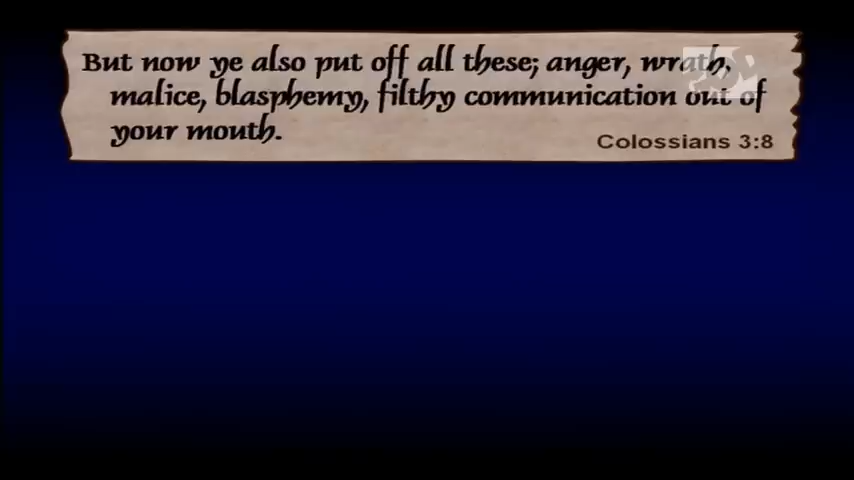 But now ye also put off all these; anger, wrath,
malice, blasphemy, filthy communication out of
your mouth.
Colossians 3:8